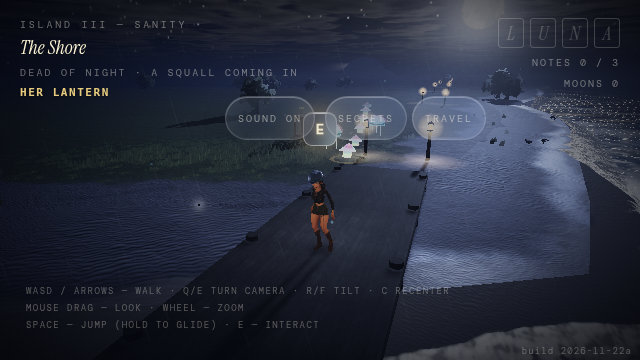 ISLAND III — SANITY ·
The Shore
DEAD OF NIGHT · A SQUALL COMING IN
HER LANTERN
L U N A
NOTES 0 / 3
MOONS 0
SOUND ON
SECRETS
TRAVEL
E
WASD / ARROWS — WALK · Q/E TURN CAMERA · R/F TILT · C RECENTER
MOUSE DRAG — LOOK · WHEEL — ZOOM
SPACE — JUMP (HOLD TO GLIDE) · E — INTERACT
build 2026-11-22a